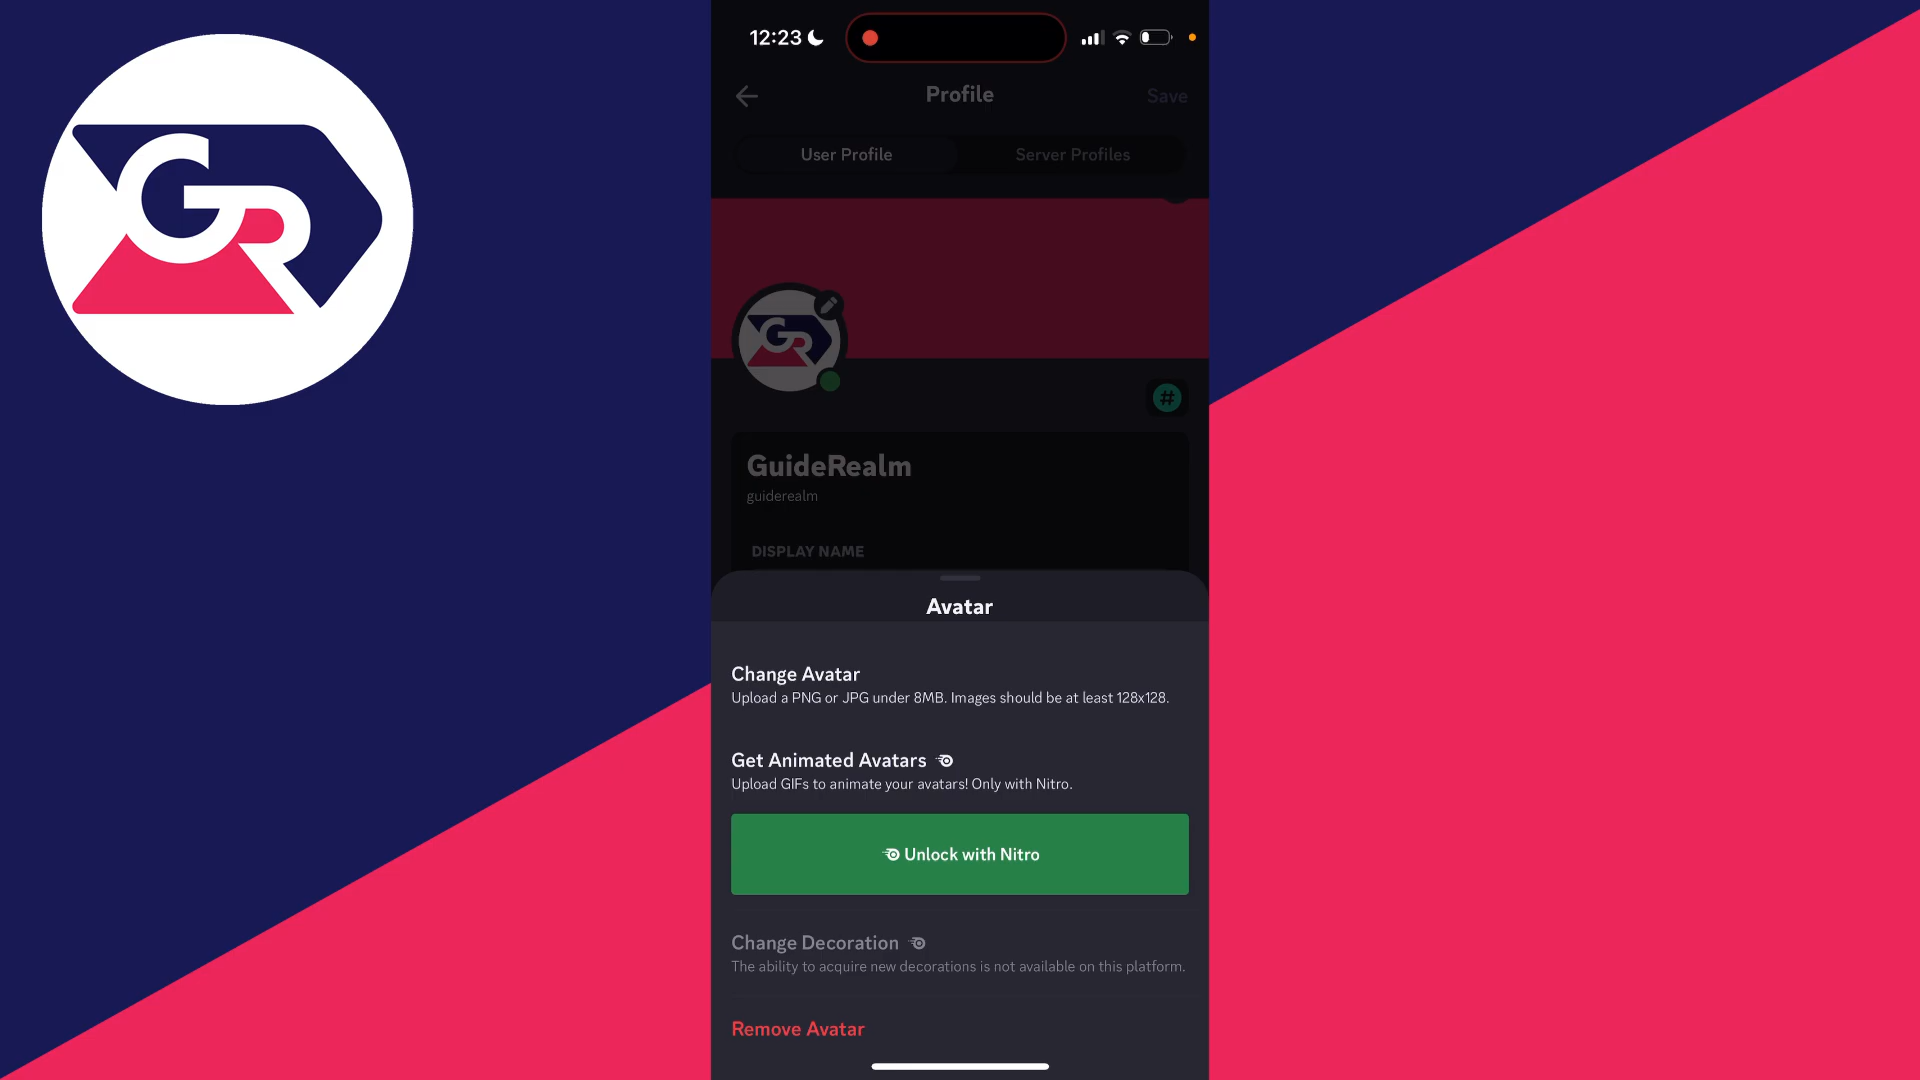 GR
12:23
Profile
Save
User Profile
Server Profiles
GR
#
GuideRealm
guiderealm
DISPLAY NAME
Avatar
Change Avatar
Upload a PNG or JPG under 8MB. Images should be at least 128x128.
Get Animated Avatars
Upload GIFs to animate your avatars! Only with Nitro.
Unlock with Nitro
Change Decoration
The ability to acquire new decorations is not available on this platform.
Remove Avatar